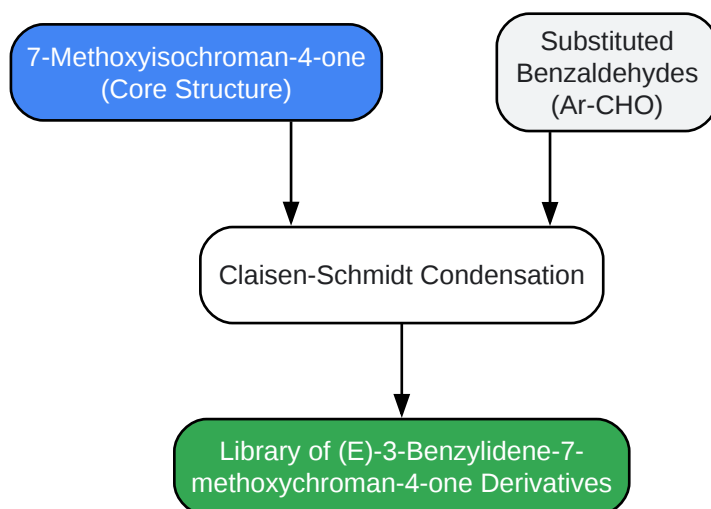 7-Methoxyisochroman-4-one
(Core Structure)
Substituted
Benzaldehydes
(Ar-CHO)
Claisen-Schmidt Condensation
Library of (E)-3-Benzylidene-7-
methoxychroman-4-one Derivatives